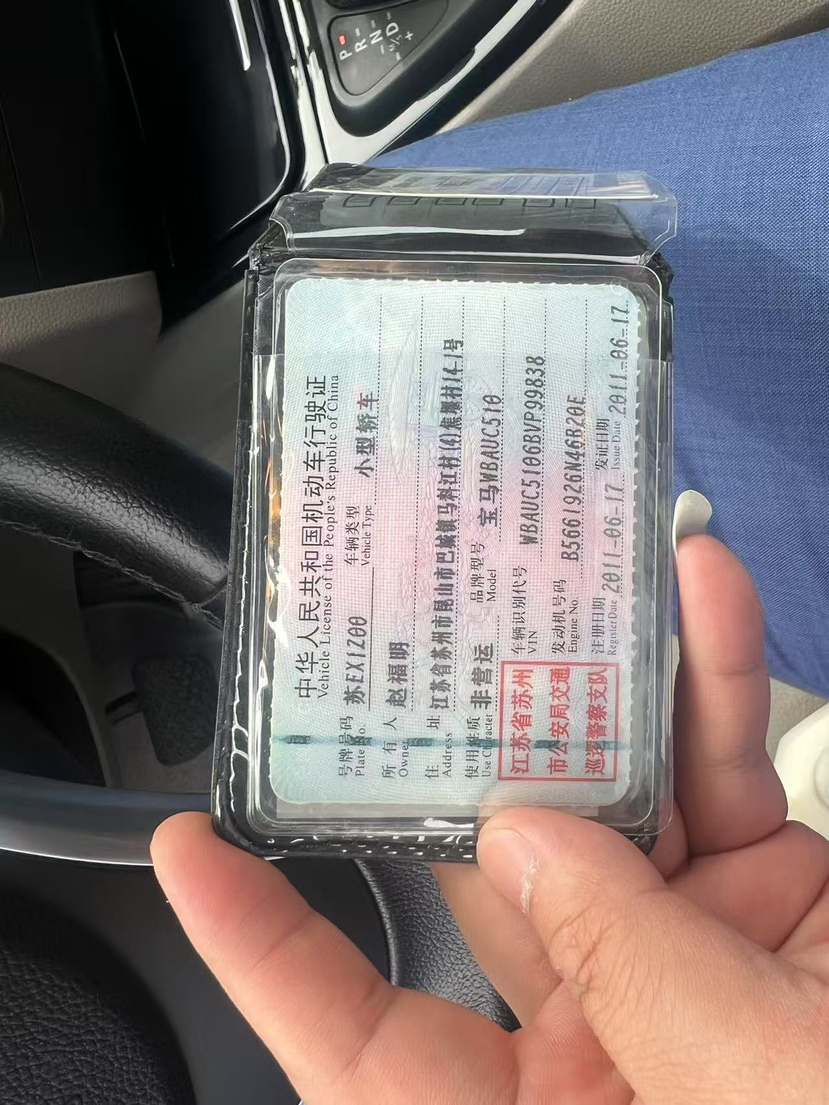 中华人民共和国机动车行驶证
Vehicle License of the People's Republic of China
号牌号码 苏EX1Z00 车辆类型 小型轿车
Plate No. Vehicle Type
所有人 赵福明
Owner
住址 江苏省苏州市昆山市巴城镇
Address
使用性质 非营运 品牌型号 宝马WBAUC510
Use Character Model
江苏省苏州
市公安局交通
巡逻警察支队
车辆识别代号 WBAUC5106BVP99838
VIN
发动机号码 B5661926N46B20E
Engine No.
注册日期 2011-06-17 发证日期 2011-06-17
Register Date Issue Date
P
R
N
D